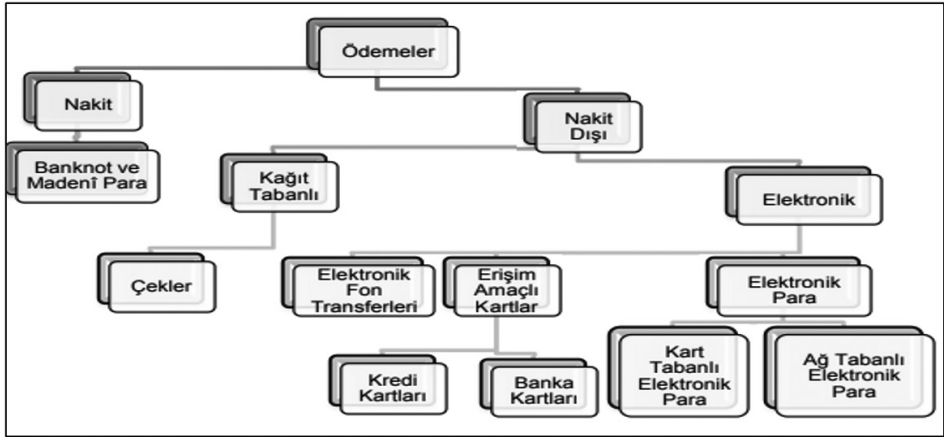 Ödemeler
Nakit
Nakit
Dışı
Banknot ve
Madenî Para
Kağıt
Tabanlı
Elektronik
Çekler
Elektronik
Fon
Transferleri
Erişim
Amaçlı
Kartlar
Elektronik
Para
Kredi
Kartları
Banka
Kartları
Kart
Tabanlı
Elektronik
Para
Ağ Tabanlı
Elektronik
Para